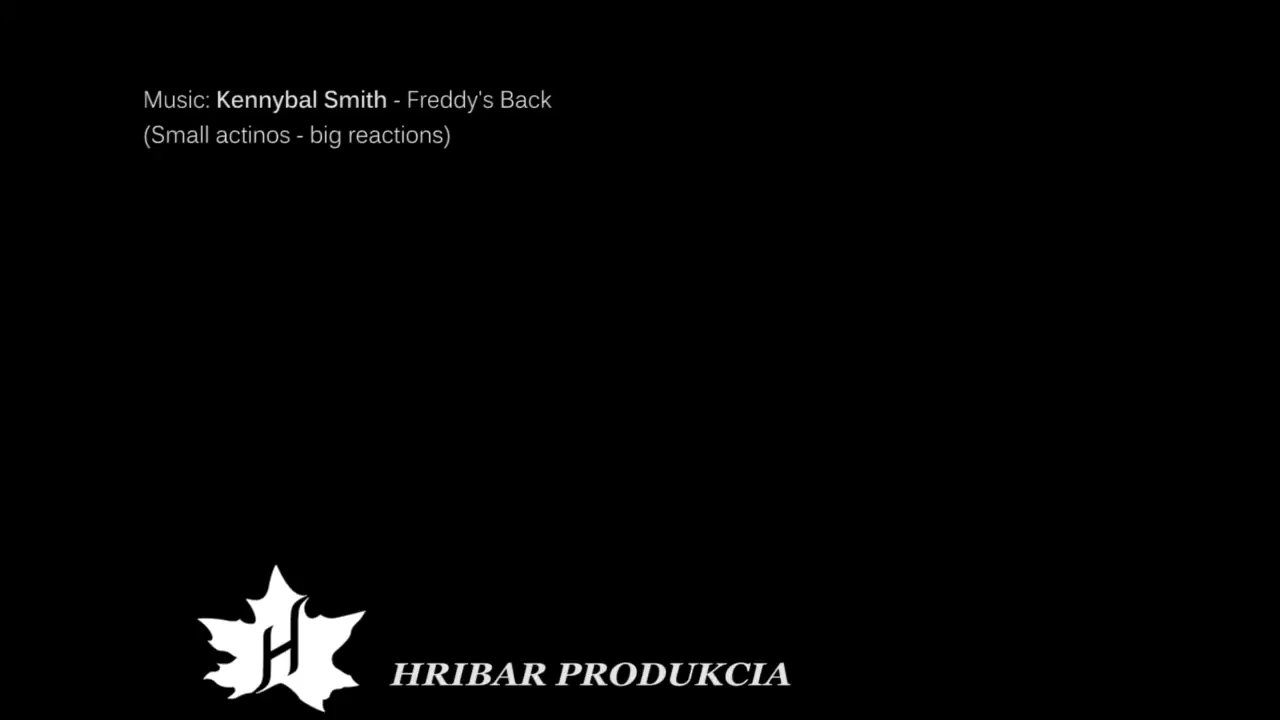 Music: Kennybal Smith - Freddy's Back
(Small actinos - big reactions)
H
HRIBAR PRODUKCIA